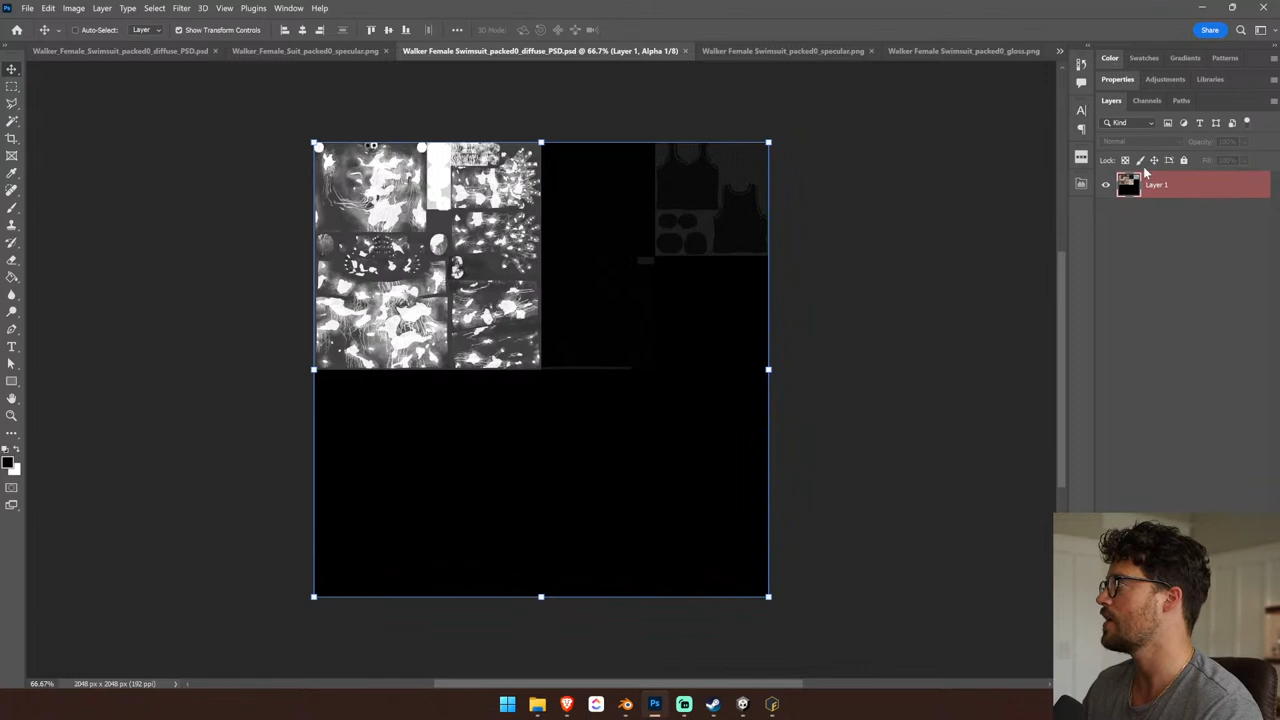 Ps File Edit Image Layer Type Select Filter 3D View Plugins Window Help
Auto-Select: Layer Show Transform Controls 3D Mode: Share
Walker_Female_Swimsuit_packed0_diffuse_PSD.psd × Walker_Female_Suit_packed0_specular.png × Walker Female Swimsuit_packed0_diffuse_PSD.psd @ 66.7% (Layer 1, Alpha 1/8) × Walker Female Swimsuit_packed0_specular.png × Walker Female Swimsuit_packed0_gloss.png
Color Swatches Gradients Patterns
Properties Adjustments Libraries
Layers Channels Paths
Kind
Normal Opacity: 100%
Lock: Fill: 100%
Layer 1
66.67% 2048 px x 2048 px (192 ppi)
Ps